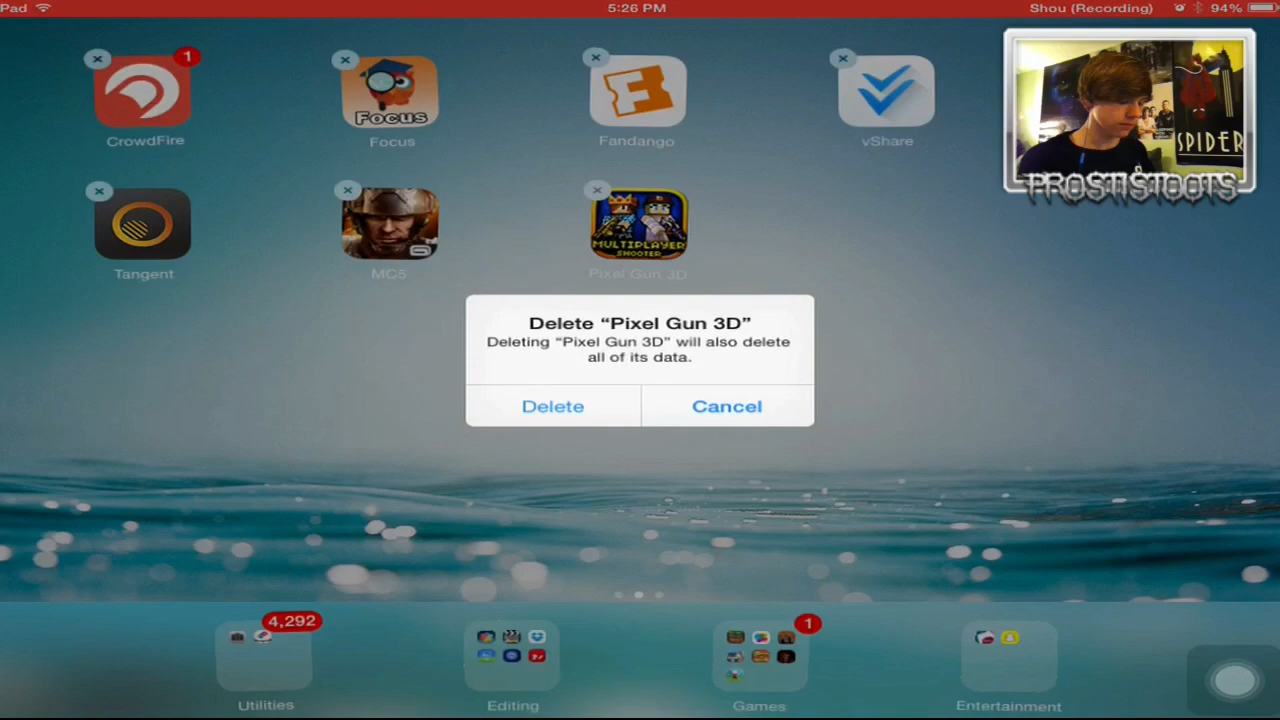 Pad 5:26 PM Shou (Recording) 94%
1
Focus
SPIDER
CrowdFire Focus Fandango vShare
MULTIPLAYER
SHOOTER
Tangent MC5 Pixel Gun 3D
Delete “Pixel Gun 3D”
Deleting “Pixel Gun 3D” will also delete
all of its data.
Delete Cancel
4,292 1
Utilities Editing Games Entertainment